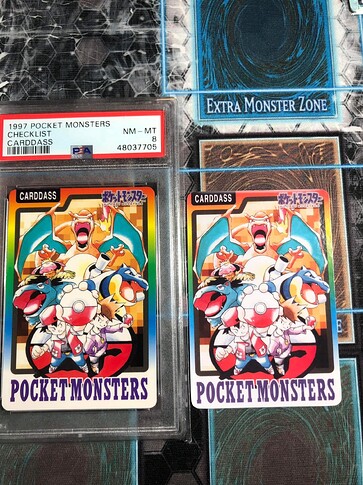 EXTRA MONSTER ZONE
1997 POCKET MONSTERS
CHECKLIST
CARDDASS
NM-MT
8
PSA
48037705
CARDDASS
ポケットモンスター
POCKET MONSTERS
CARDDASS
ポケットモンスター
POCKET MONSTERS